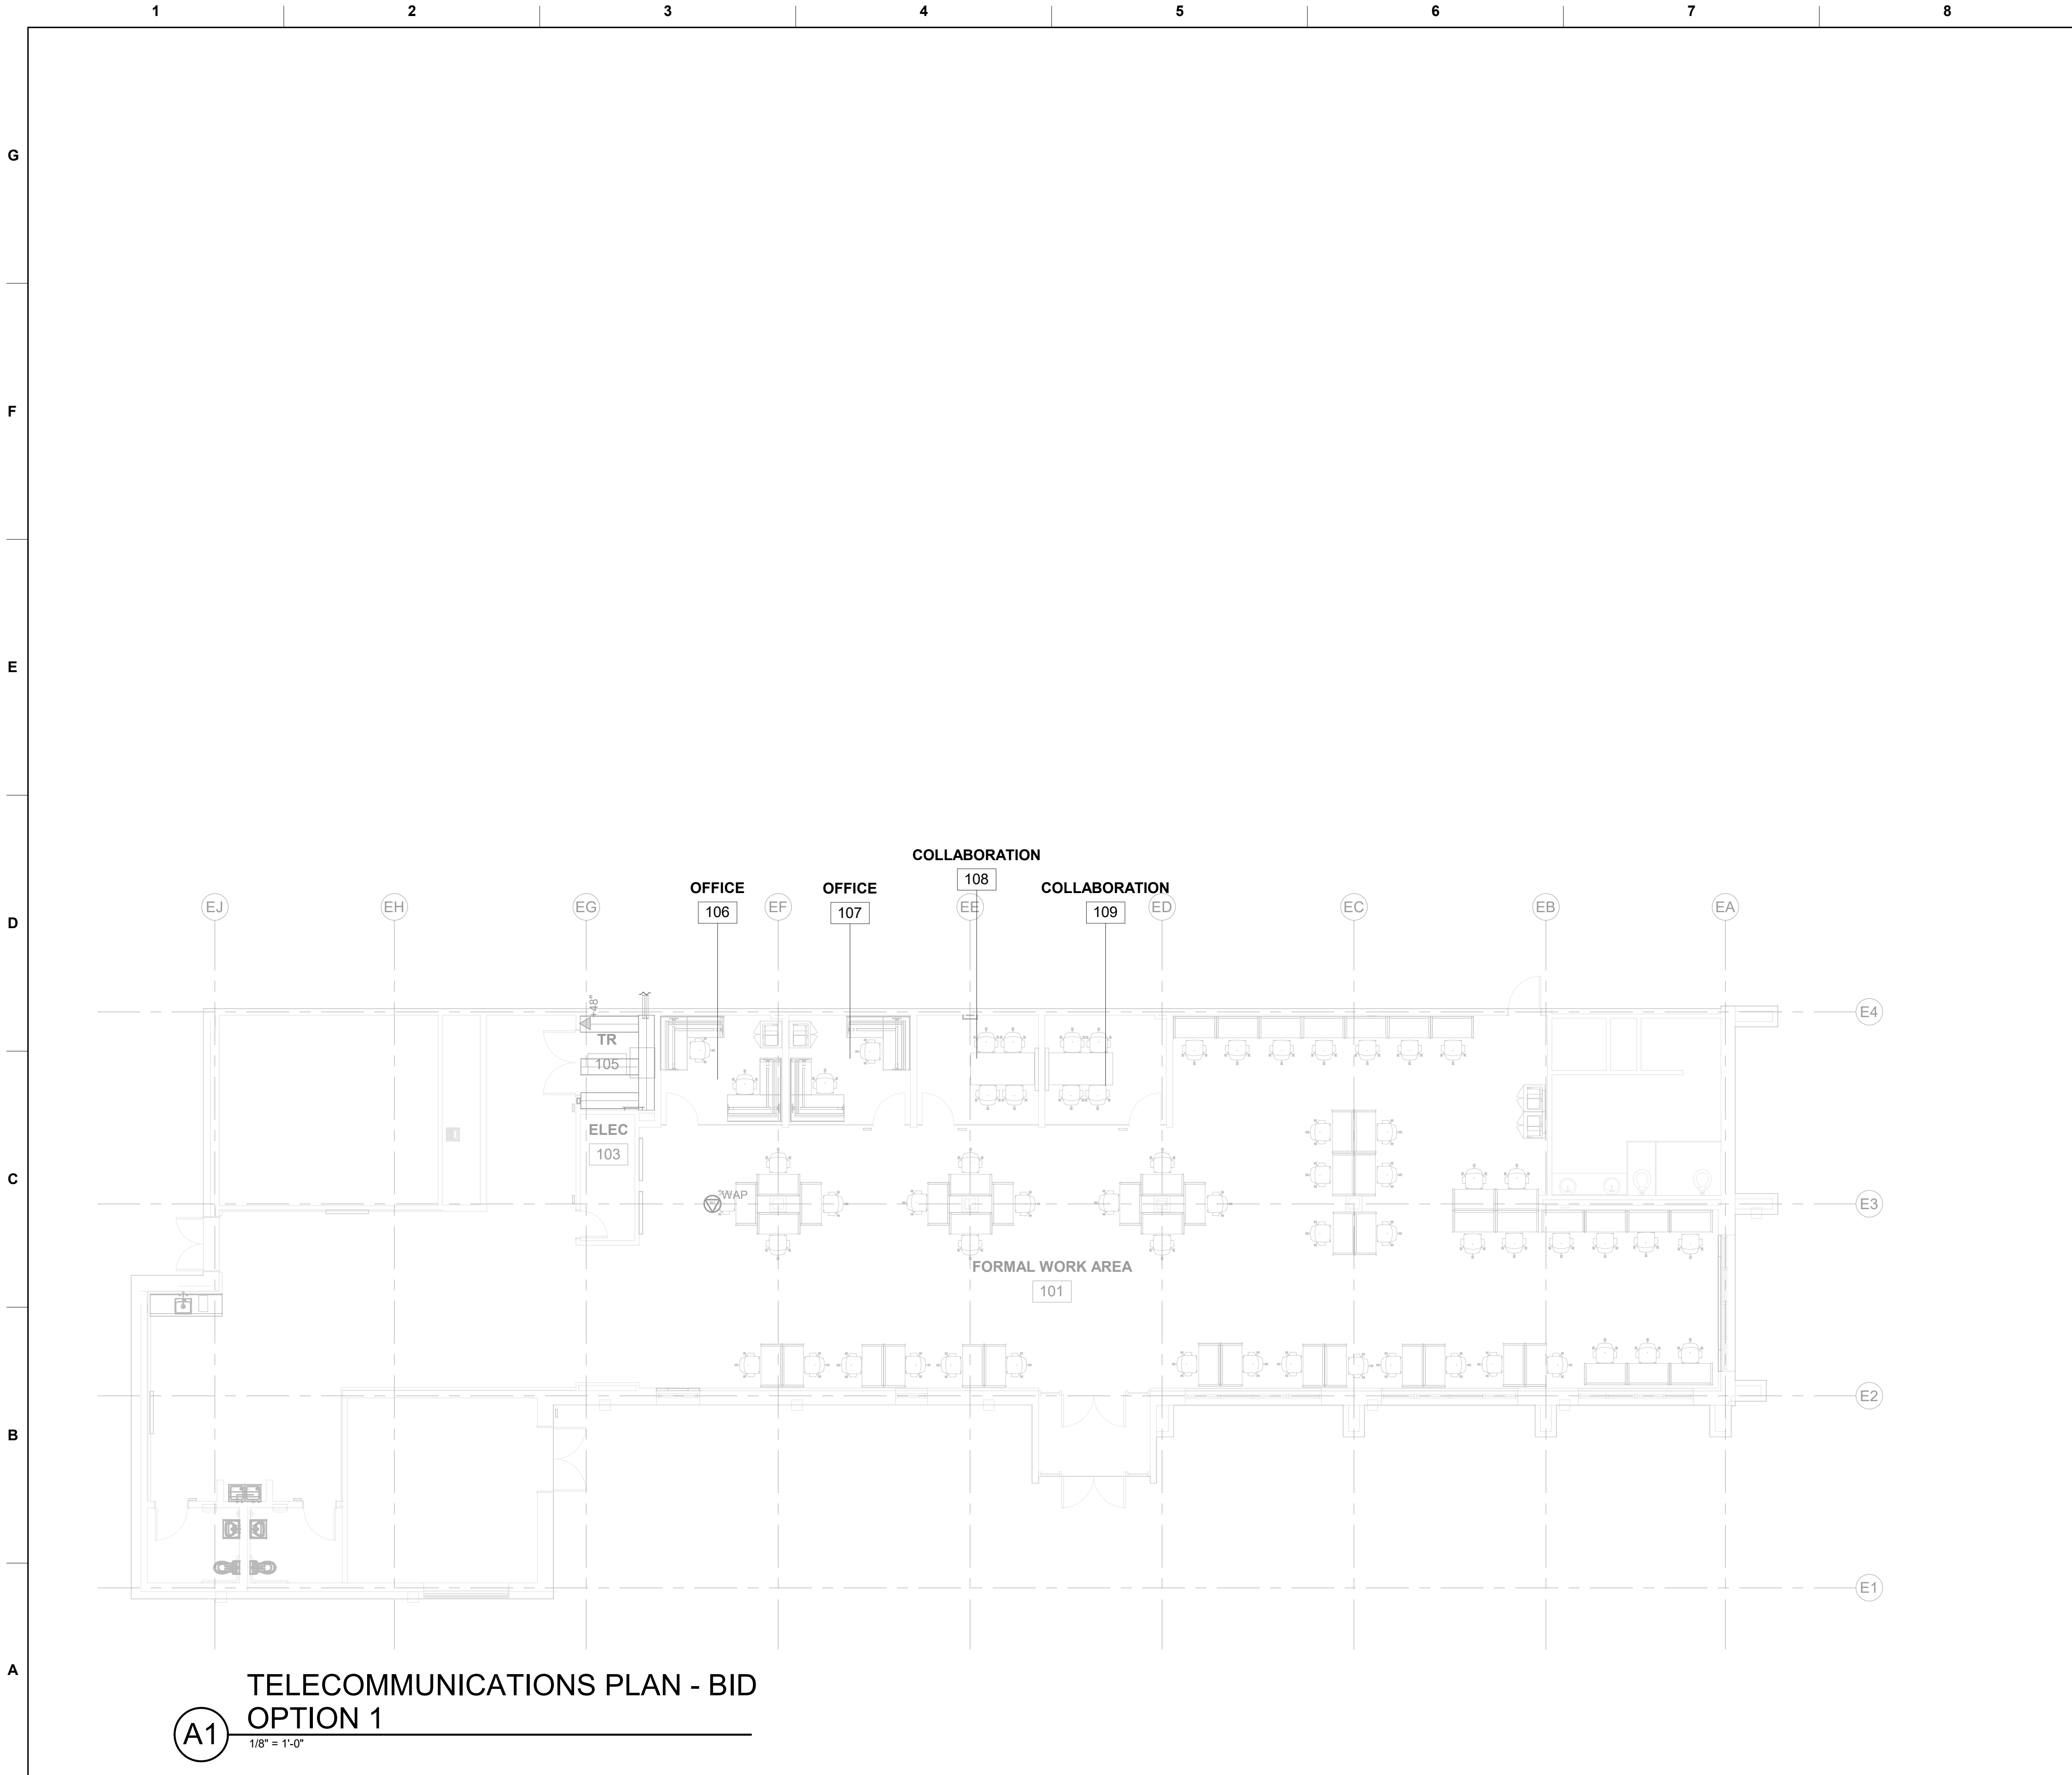 1 2 3 4 5 6 7 8
G
F
E
D
C
B
A
COLLABORATION
108
OFFICE
106
OFFICE
107
COLLABORATION
109
EJ EH EG EF EE ED EC EB EA
E4
E3
E2
E1
+48"
TR
105
ELEC
103
WAP
FORMAL WORK AREA
101
TELECOMMUNICATIONS PLAN - BID
OPTION 1
A1
1/8" = 1'-0"